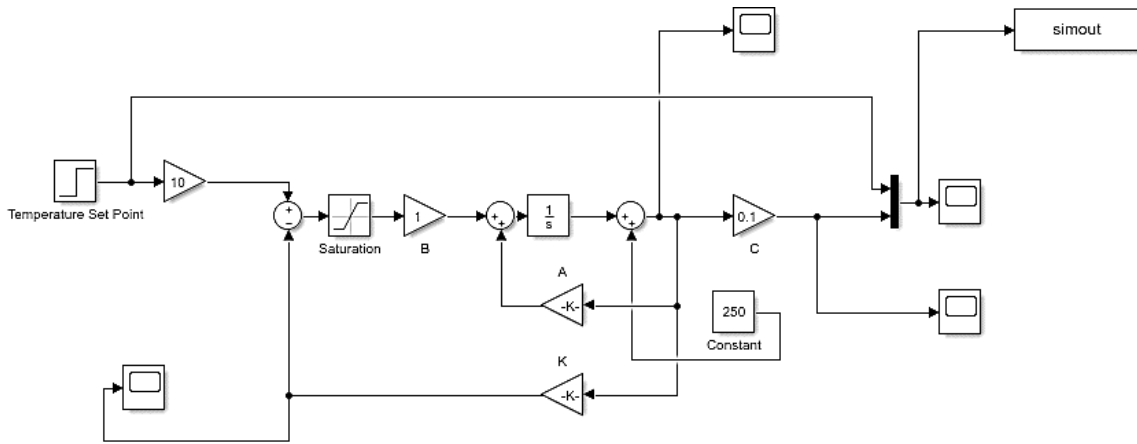 simout
10
Temperature Set Point
+
−
Saturation
1
B
+
+
1
s
+
+
0.1
C
A
-K-
250
Constant
K
-K-